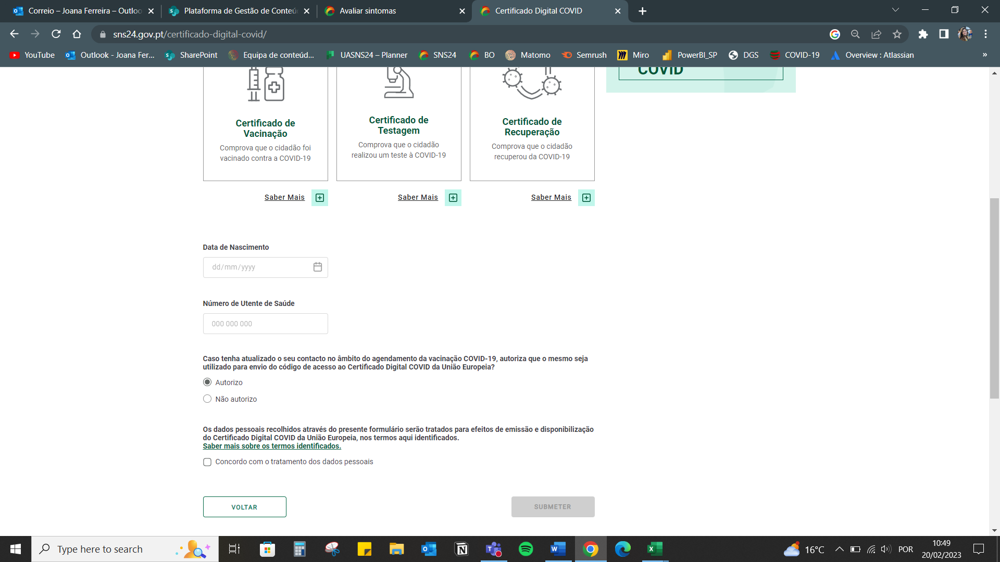 Correio – Joana Ferreira – Outloo
Plataforma de Gestão de Conteú
Avaliar sintomas
Certificado Digital COVID
sns24.gov.pt/certificado-digital-covid/
YouTube
Outlook - Joana Fer...
SharePoint
Equipa de conteúd...
UASNS24 – Planner
SNS24
BO
Matomo
Semrush
Miro
PowerBI_SP
DGS
COVID-19
Overview : Atlassian
»
COVID
Certificado de
Vacinação
Comprova que o cidadão foi
vacinado contra a COVID-19
Certificado de
Testagem
Comprova que o cidadão
realizou um teste à COVID-19
Certificado de
Recuperação
Comprova que o cidadão
recuperou da COVID-19
Saber Mais
Saber Mais
Saber Mais
Data de Nascimento
dd/mm/yyyy
Número de Utente de Saúde
000 000 000
Caso tenha atualizado o seu contacto no âmbito do agendamento da vacinação COVID-19, autoriza que o mesmo seja
utilizado para envio do código de acesso ao Certificado Digital COVID da União Europeia?
Autorizo
Não autorizo
Os dados pessoais recolhidos através do presente formulário serão tratados para efeitos de emissão e disponibilização
do Certificado Digital COVID da União Europeia, nos termos aqui identificados.
Saber mais sobre os termos identificados.
Concordo com o tratamento dos dados pessoais
VOLTAR
SUBMETER
Type here to search
16°C
POR
10:49
20/02/2023